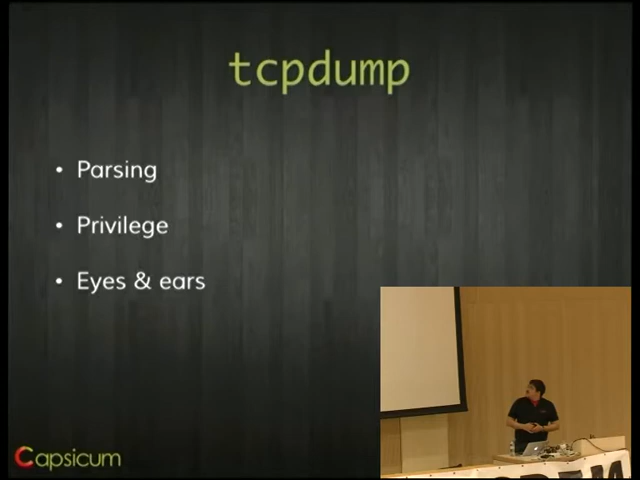 tcpdump
• Parsing
• Privilege
• Eyes & ears
Capsicum